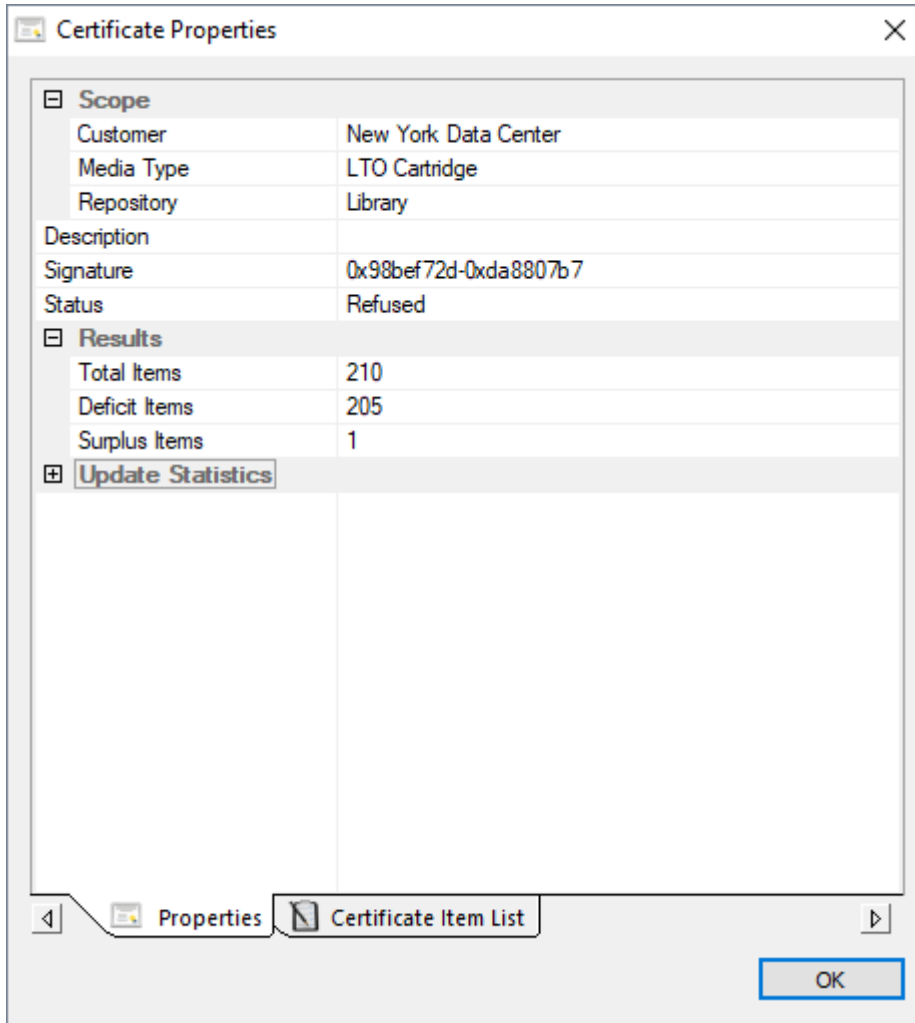 Certificate Properties
Scope
Customer New York Data Center
Media Type LTO Cartridge
Repository Library
Description
Signature 0x98bef72d-0xda8807b7
Status Refused
Results
Total Items 210
Deficit Items 205
Surplus Items 1
Update Statistics
Properties Certificate Item List
OK